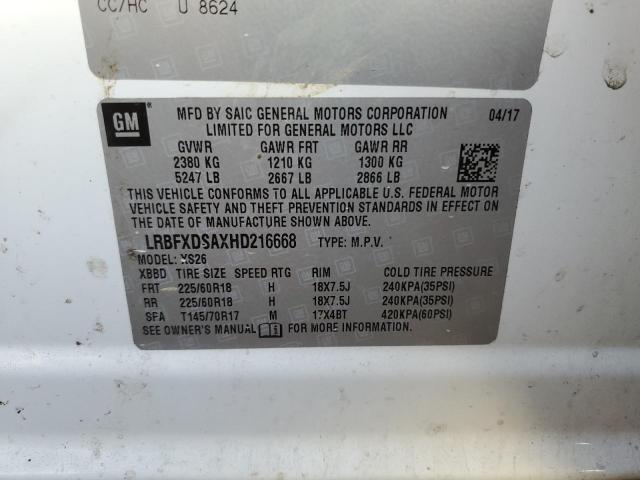 CC/HC U 8624
GM
MFD BY SAIC GENERAL MOTORS CORPORATION 04/17
LIMITED FOR GENERAL MOTORS LLC
GVWR GAWR FRT GAWR RR
2380 KG 1210 KG 1300 KG
5247 LB 2667 LB 2866 LB
THIS VEHICLE CONFORMS TO ALL APPLICABLE U.S. FEDERAL MOTOR
VEHICLE SAFETY AND THEFT PREVENTION STANDARDS IN EFFECT ON
THE DATE OF MANUFACTURE SHOWN ABOVE.
LRBFXDSAXHD216668 TYPE: M.P.V.
MODEL: XS26
XBBD TIRE SIZE SPEED RTG RIM COLD TIRE PRESSURE
FRT 225/60R18 H 18X7.5J 240KPA(35PSI)
RR 225/60R18 H 18X7.5J 240KPA(35PSI)
SFA T145/70R17 M 17X4BT 420KPA(60PSI)
SEE OWNER'S MANUAL FOR MORE INFORMATION